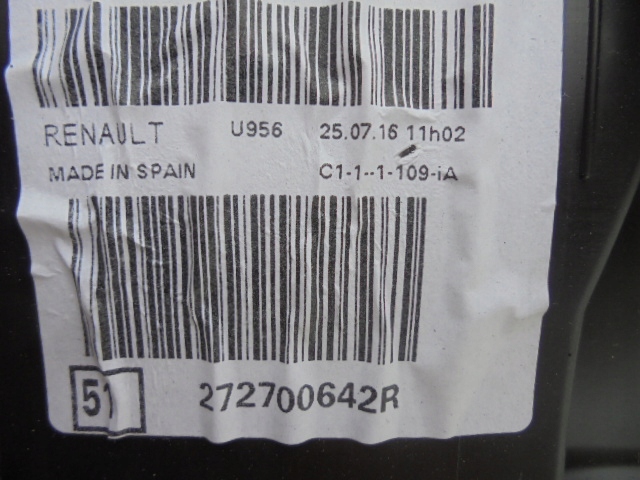 RENAULT U956 25.07.16 11h02
MADE IN SPAIN C1-1--1-109-iA
51 272700642R